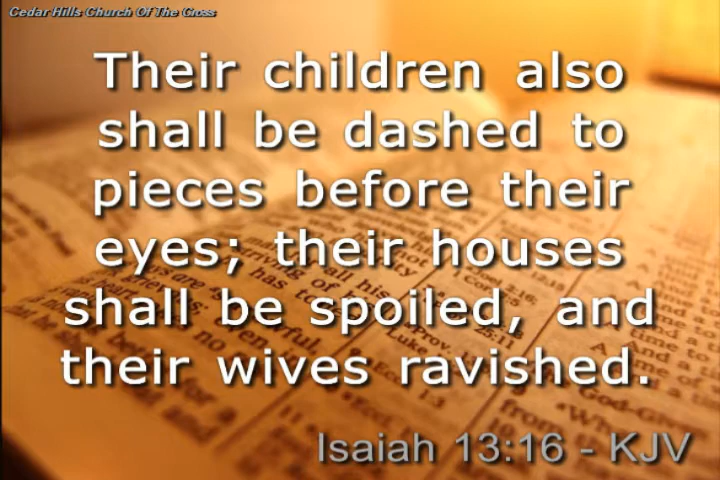 Cedar Hills Church Of The Cross
Their children also
shall be dashed to
pieces before their
eyes; their houses
shall be spoiled, and
their wives ravished.
Isaiah 13:16 - KJV